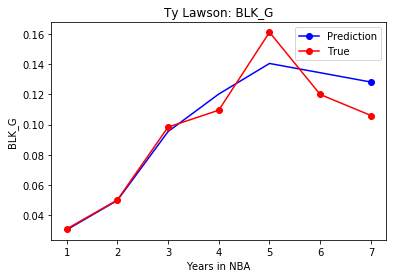 Ty Lawson: BLK_G
Prediction
True
0.16
0.14
0.12
0.10
0.08
0.06
0.04
BLK_G
1 2 3 4 5 6 7
Years in NBA